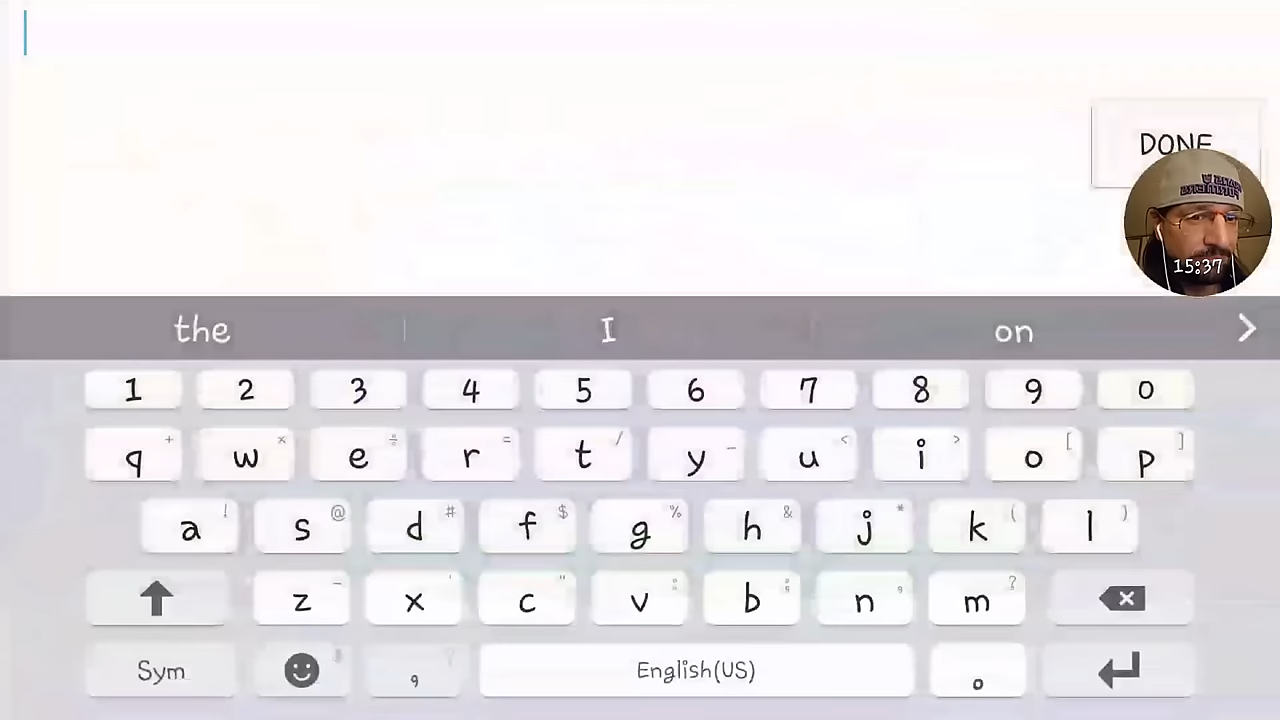 DONE
15:37
the I on
1 2 3 4 5 6 7 8 9 0
q + w × e ÷ r = t / y _ u < i > o [ p ]
a ! s @ d # f $ g % h & j * k ( l )
z - x ' c " v : b ; n , m ?
Sym , English(US) .